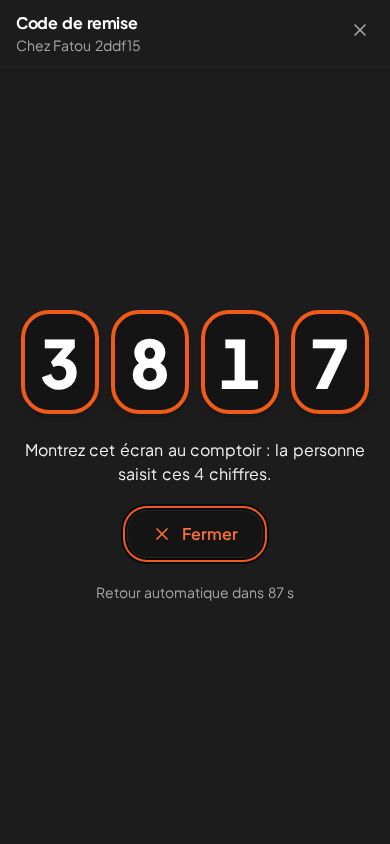 Code de remise
Chez Fatou 2ddf15
3 8 1 7
Montrez cet écran au comptoir : la personne
saisit ces 4 chiffres.
Fermer
Retour automatique dans 87 s